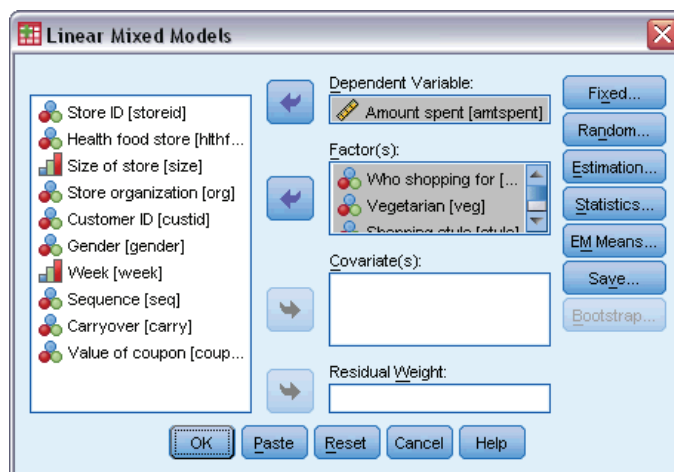 Linear Mixed Models
Store ID [storeid]
Health food store [hlthf...
Size of store [size]
Store organization [org]
Customer ID [custid]
Gender [gender]
Week [week]
Sequence [seq]
Carryover [carry]
Value of coupon [coup...
Dependent Variable:
Amount spent [amtspent]
Factor(s):
Who shopping for [...
Vegetarian [veg]
Shopping style [style]
Covariate(s):
Residual Weight:
Fixed...
Random...
Estimation...
Statistics...
EM Means...
Save...
Bootstrap...
OK
Paste
Reset
Cancel
Help